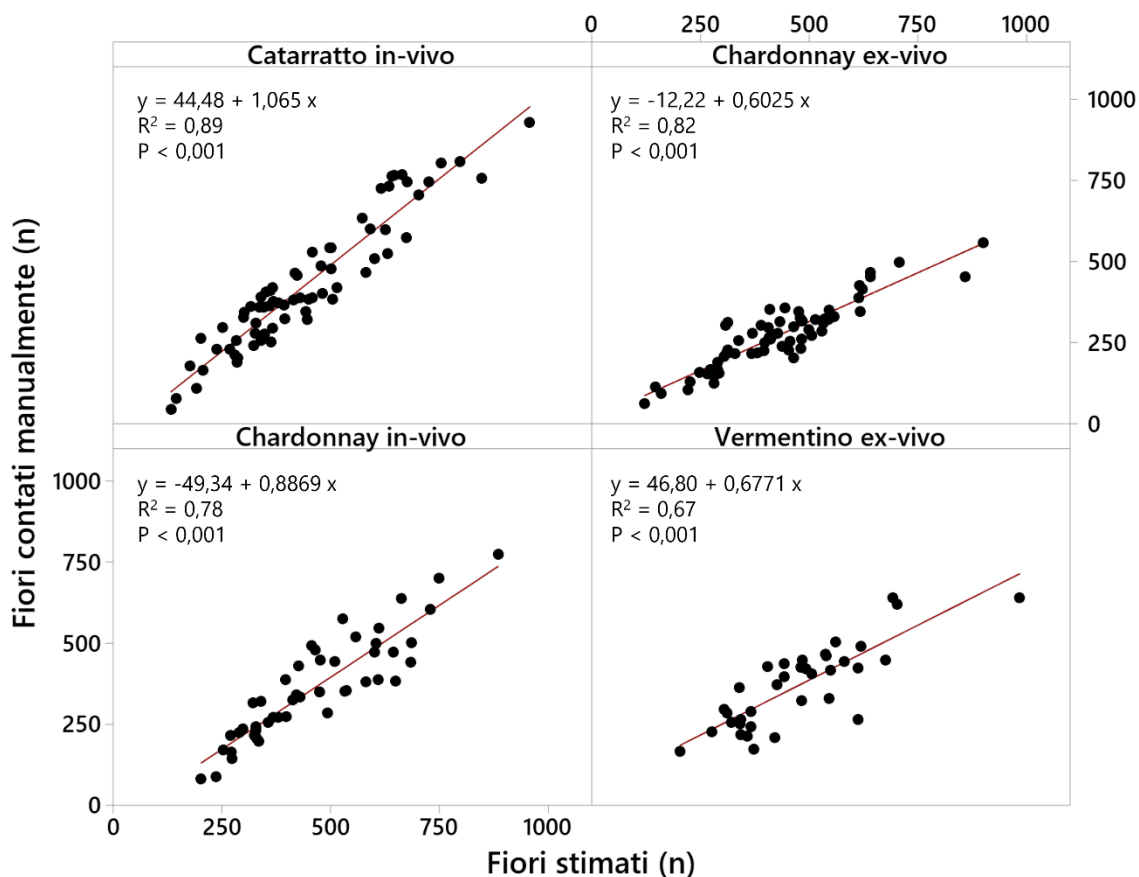 0 250 500 750 1000
Catarratto in-vivo
Chardonnay ex-vivo
y = 44,48 + 1,065 x
R² = 0,89
P < 0,001
y = -12,22 + 0,6025 x
R² = 0,82
P < 0,001
1000
750
500
250
0
Chardonnay in-vivo
Vermentino ex-vivo
y = -49,34 + 0,8869 x
R² = 0,78
P < 0,001
y = 46,80 + 0,6771 x
R² = 0,67
P < 0,001
1000
750
500
250
0
0 250 500 750 1000
Fiori contati manualmente (n)
Fiori stimati (n)